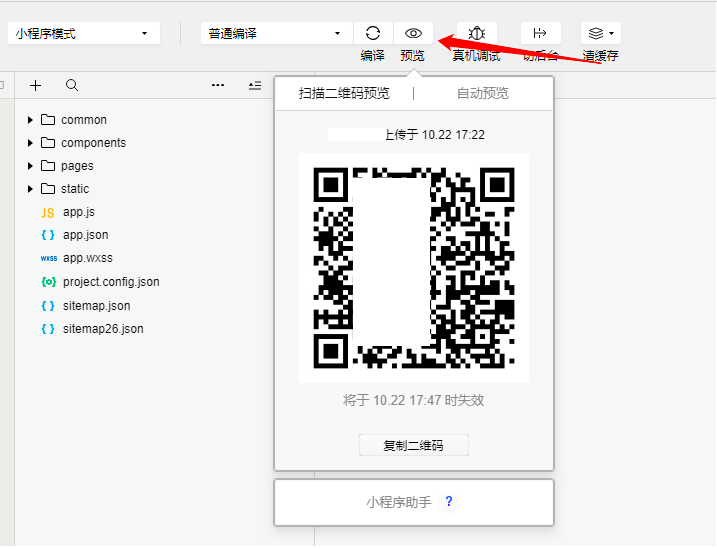 小程序模式
普通编译
编译 预览 真机调试 切后台 清缓存
扫描二维码预览 | 自动预览
上传于 10.22 17:22
common
components
pages
static
JS app.js
{ } app.json
wxss app.wxss
{o} project.config.json
{ } sitemap.json
{ } sitemap26.json
将于 10.22 17:47 时失效
复制二维码
小程序助手 ?